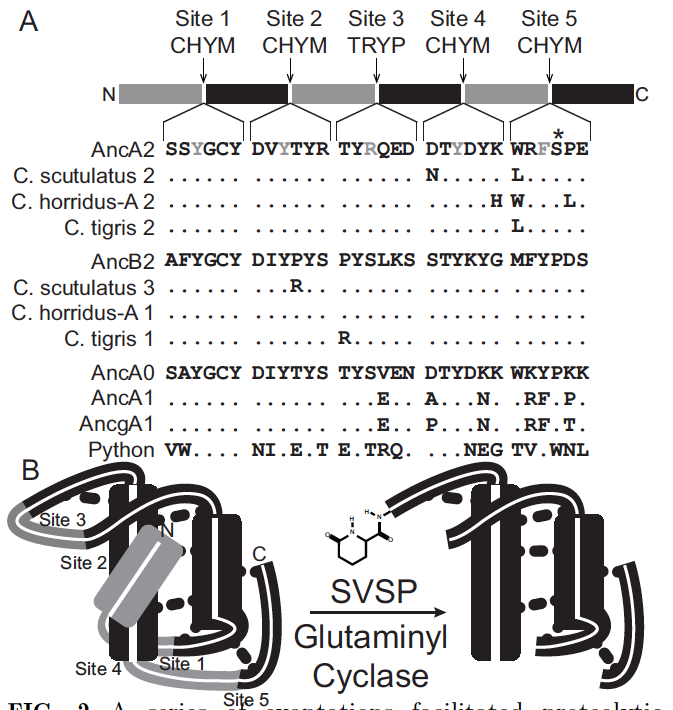 A
Site 1 Site 2 Site 3 Site 4 Site 5
CHYM CHYM TRYP CHYM CHYM
N C
*
AncA2 SSYGCY DVYTYR TYRQED DTYDYK WRFSPE
C. scutulatus 2 ...... ...... ...... N..... L.....
C. horridus-A 2 ...... ...... ...... .....H W...L.
C. tigris 2 ...... ...... ...... ...... L.....
AncB2 AFYGCY DIYPYS PYSLKS STYKYG MFYPDS
C. scutulatus 3 ...... ...R.. ...... ...... ......
C. horridus-A 1 ...... ...... ...... ...... ......
C. tigris 1 ...... ...... R..... ...... ......
AncA0 SAYGCY DIYTYS TYSVEN DTYDKK WKYPKK
AncA1 ...... ...... ...E.. A...N. .RF.P.
AncgA1 ...... ...... ...E.. P...N. .RF.T.
Python VW.... NI.E.T E.TRQ. ...NEG TV.WNL
B
Site 3
N
Site 2
C
Site 4
Site 1
Site 5
H
N
H
N
O
O
SVSP
Glutaminyl
Cyclase